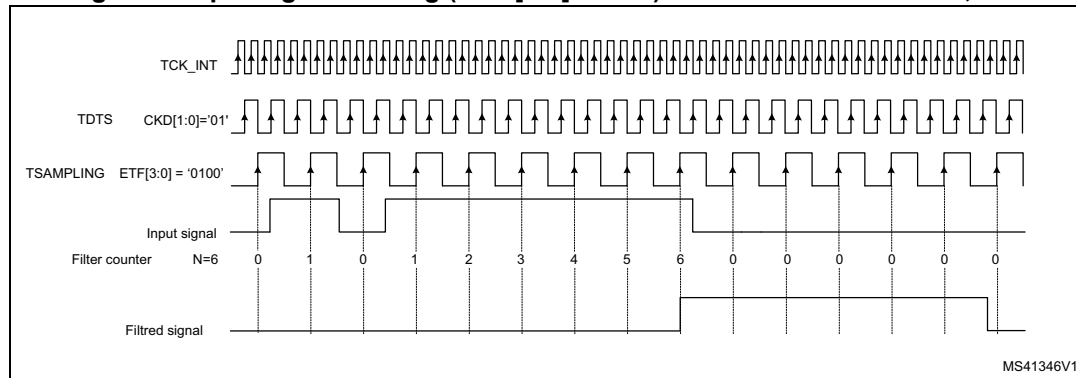 TCK_INT
TDTS CKD[1:0]='01'
TSAMPLING ETF[3:0] = ‘0100’
Input signal
Filter counter N=6 0 1 0 1 2 3 4 5 6 0 0 0 0 0 0
Filtred signal
MS41346V1